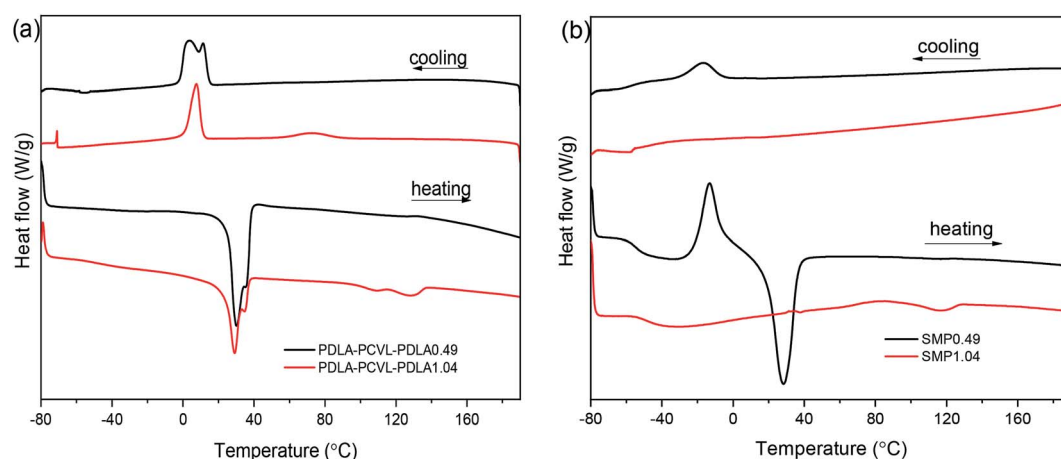 (a)
cooling
heating
Heat flow (W/g)
PDLA-PCVL-PDLA0.49
PDLA-PCVL-PDLA1.04
-80 -40 0 40 80 120 160
Temperature (°C)
(b)
cooling
heating
Heat flow (W/g)
SMP0.49
SMP1.04
-80 -40 0 40 80 120 160
Temperature (°C)